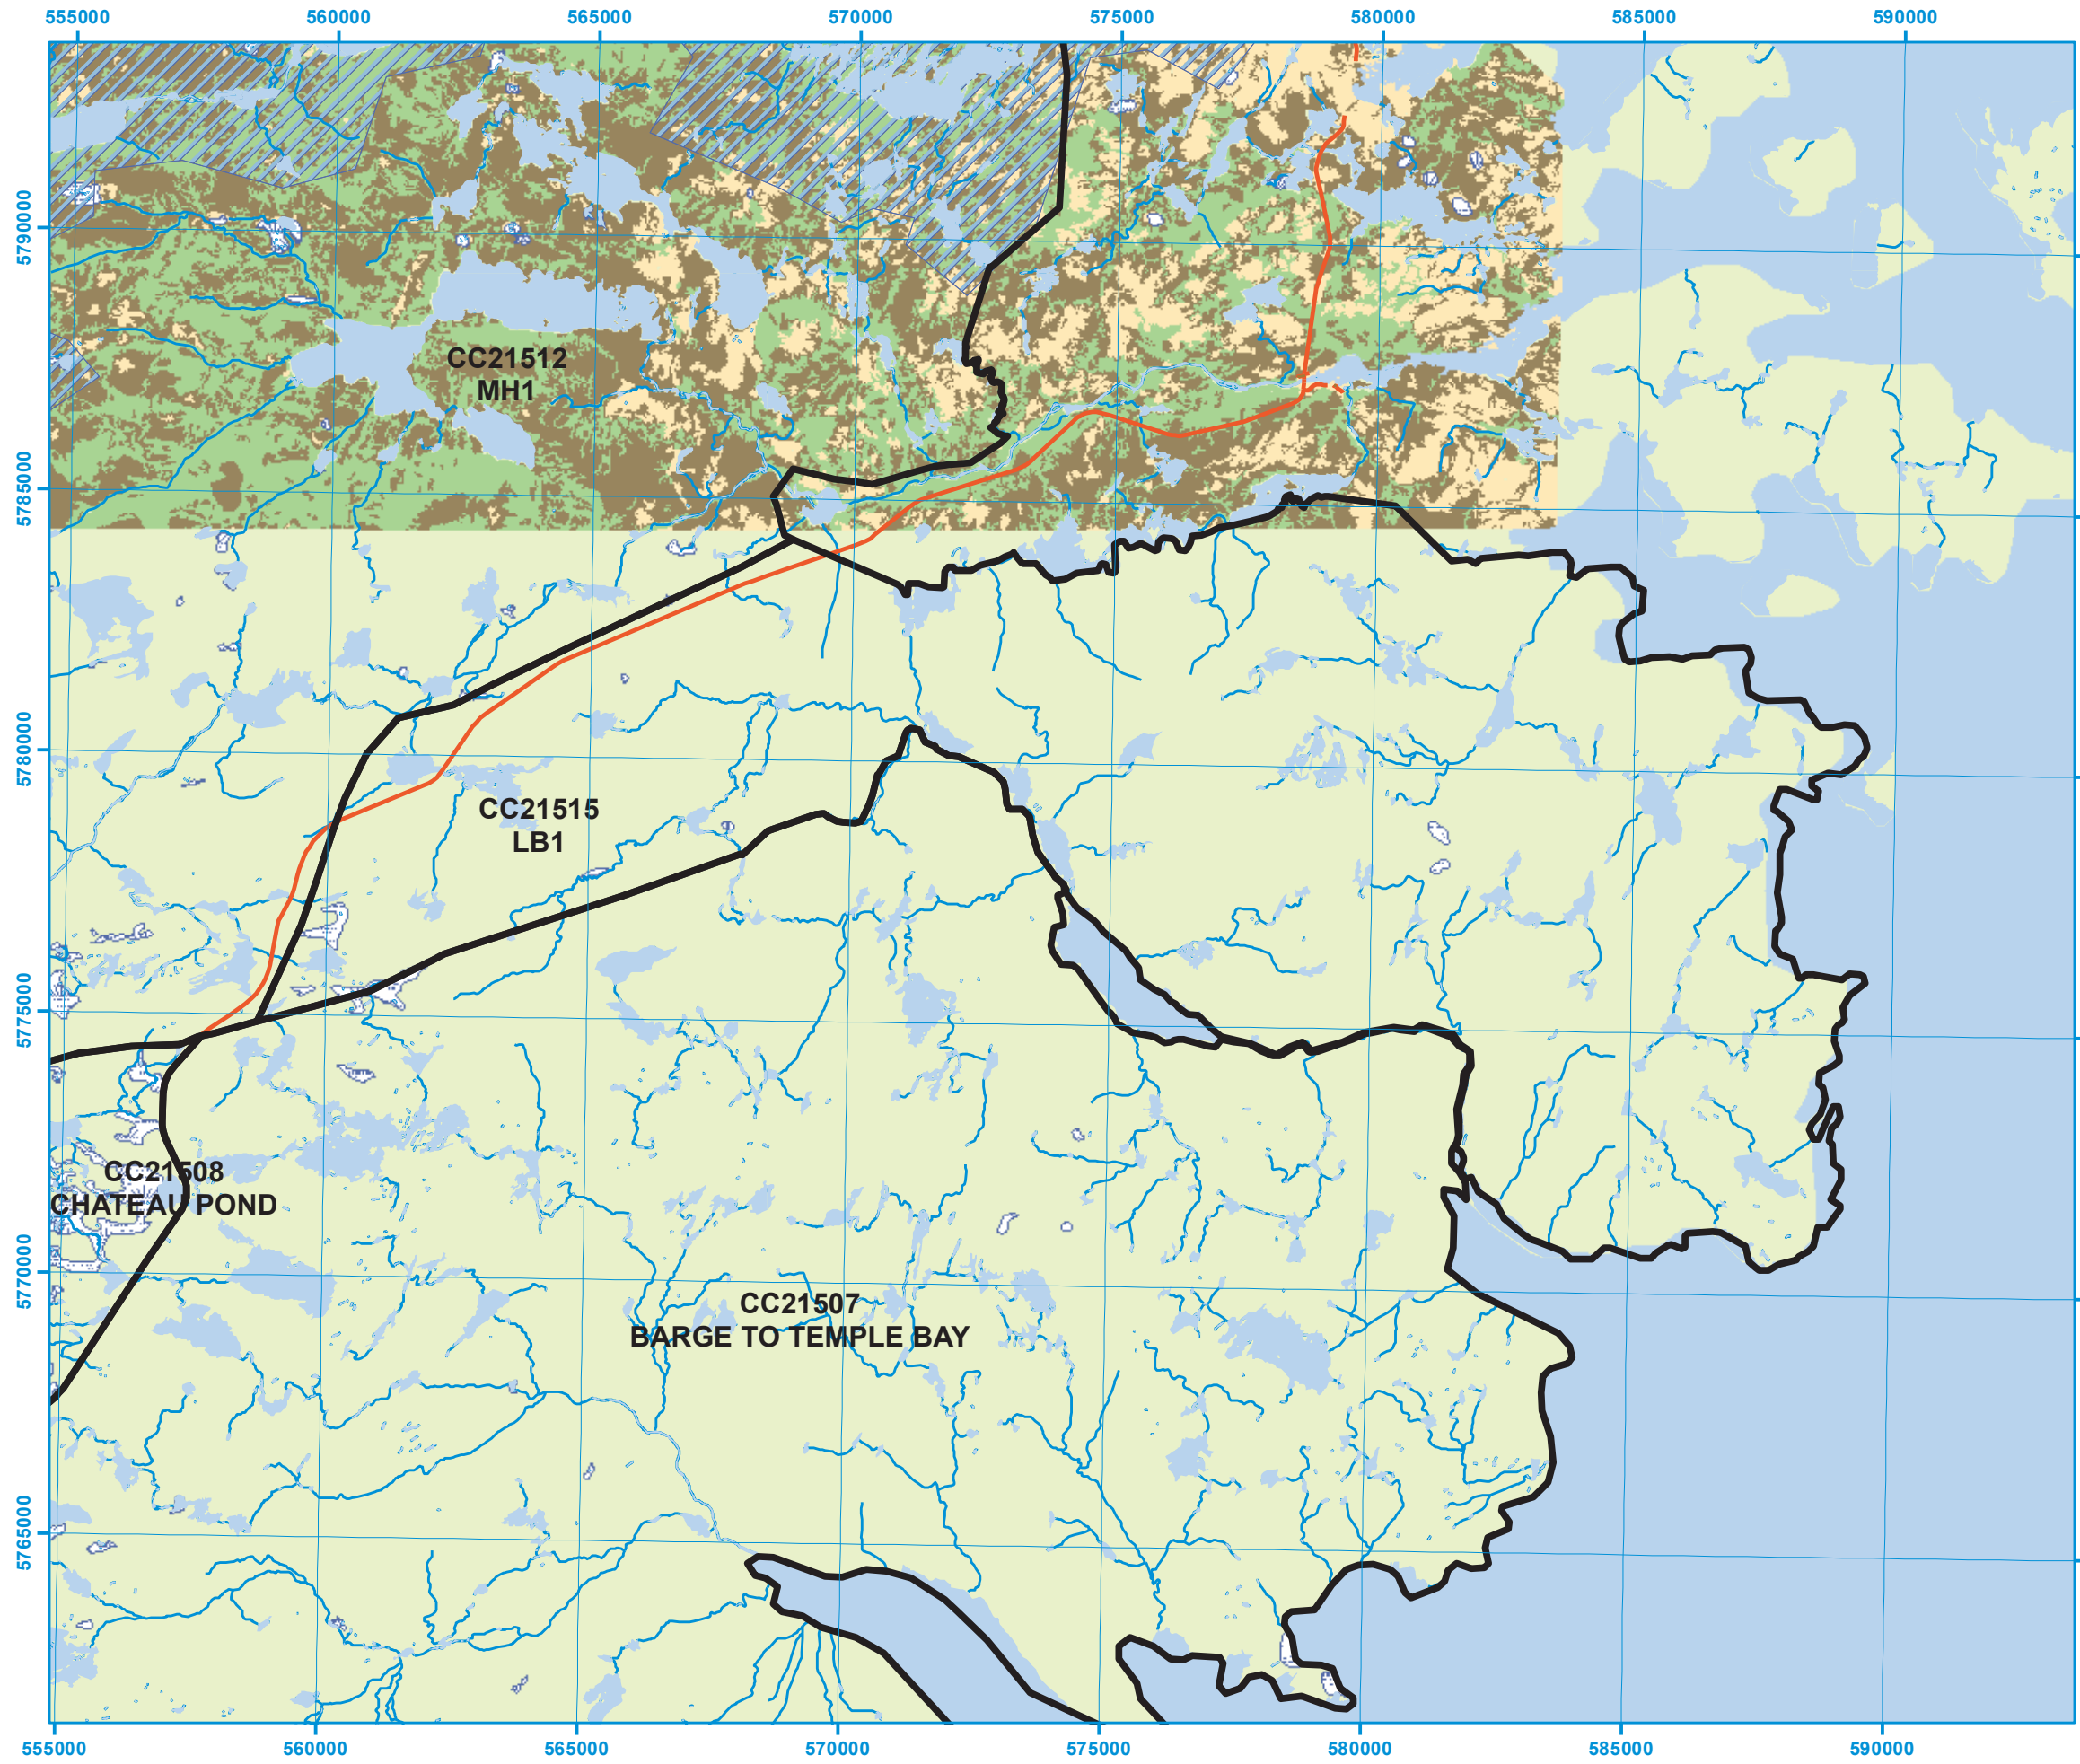 555000 560000 565000 570000 575000 580000 585000 590000
5790000
CC21512
MH1
5785000
5780000
CC21515
LB1
5775000
CC21508
CHATEAU POND
5770000
CC21507
BARGE TO TEMPLE BAY
5765000
555000 560000 565000 570000 575000 580000 585000 590000